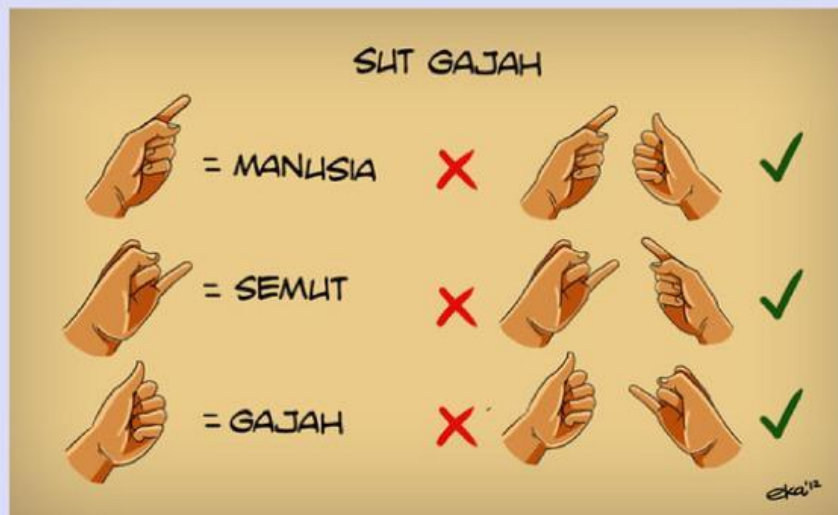 SUT GAJAH
= MANUSIA
= SEMUT
= GAJAH
eka'12